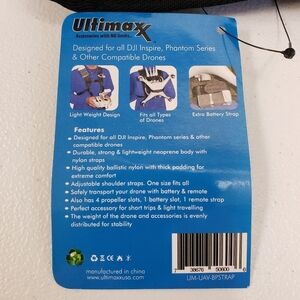 Ultimaxx
Accessories with NO limits.
Designed for all DJI Inspire, Phantom Series
& Other Compatible Drones
Light Weight Design
Fits all Types
of Drones
Extra Battery Strap
Features
• Designed for all DJI Inspire, Phantom series & other
compatible drones
• Durable, strong & lightweight neoprene body with
nylon straps
• High quality ballistic nylon with thick padding for
extreme comfort
• Adjustable shoulder straps. One size fits all
• Safely transport your drone with battery & remote
• Also has 4 propeller slots, 1 battery slot, 1 remote strap
• Perfect accessory for short trips & light travelling
• The weight of the drone and accessories is evenly
distributed for stability
manufactured in china
www.ultimaxxusa.com
7 38676 50600 6
UM-UAV-BPSTRAP